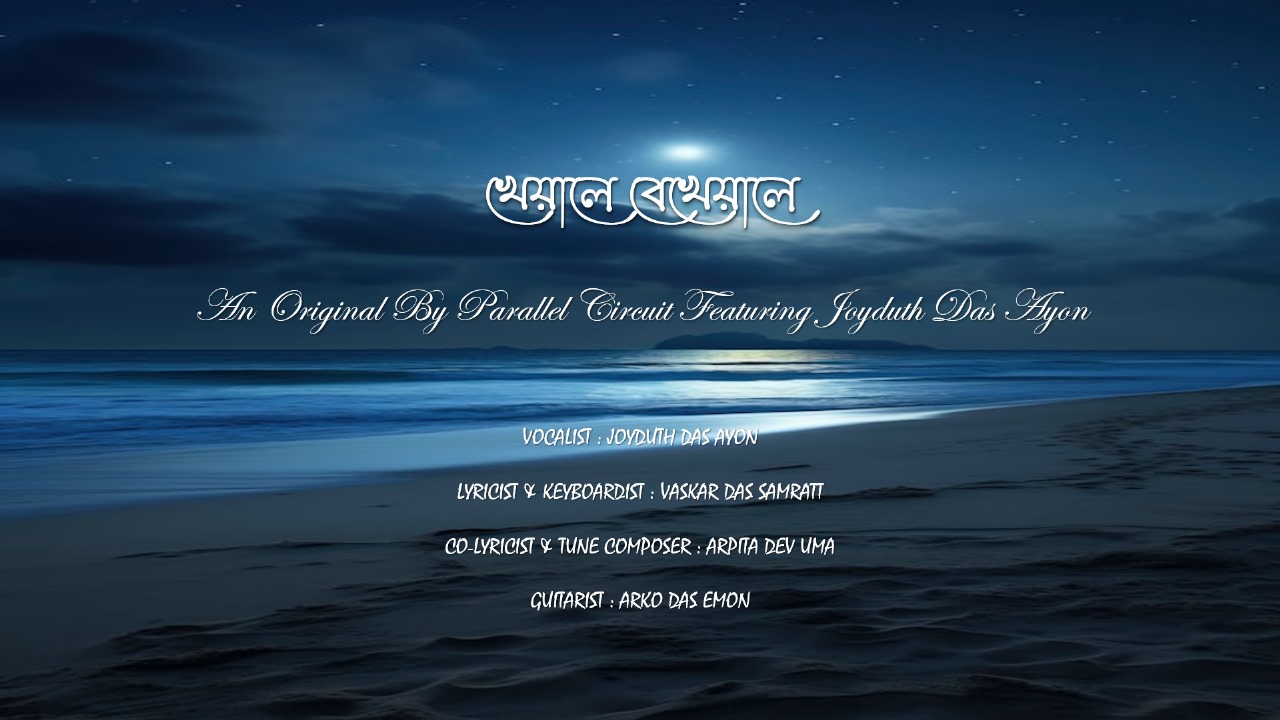 খেয়ালে বেখেয়ালে
An Original By Parallel Circuit Featuring Joyduth Das Ayon
VOCALIST : JOYDUTH DAS AYON
LYRICIST & KEYBOARDIST : VASKAR DAS SAMRATT
CO-LYRICIST & TUNE COMPOSER : ARPITA DEV UMA
GUITARIST : ARKO DAS EMON